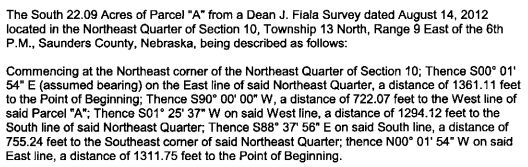 The South 22.09 Acres of Parcel "A" from a Dean J. Fiala Survey dated August 14, 2012
located in the Northeast Quarter of Section 10, Township 13 North, Range 9 East of the 6th
P.M., Saunders County, Nebraska, being described as follows:

Commencing at the Northeast corner of the Northeast Quarter of Section 10; Thence S00° 01'
54" E (assumed bearing) on the East line of said Northeast Quarter, a distance of 1361.11 feet
to the Point of Beginning; Thence S90° 00' 00" W, a distance of 722.07 feet to the West line of
said Parcel "A"; Thence S01° 25' 37" W on said West line, a distance of 1294.12 feet to the
South line of said Northeast Quarter; Thence S88° 37' 56" E on said South line, a distance of
755.24 feet to the Southeast corner of said Northeast Quarter; thence N00° 01' 54" W on said
East line, a distance of 1311.75 feet to the Point of Beginning.